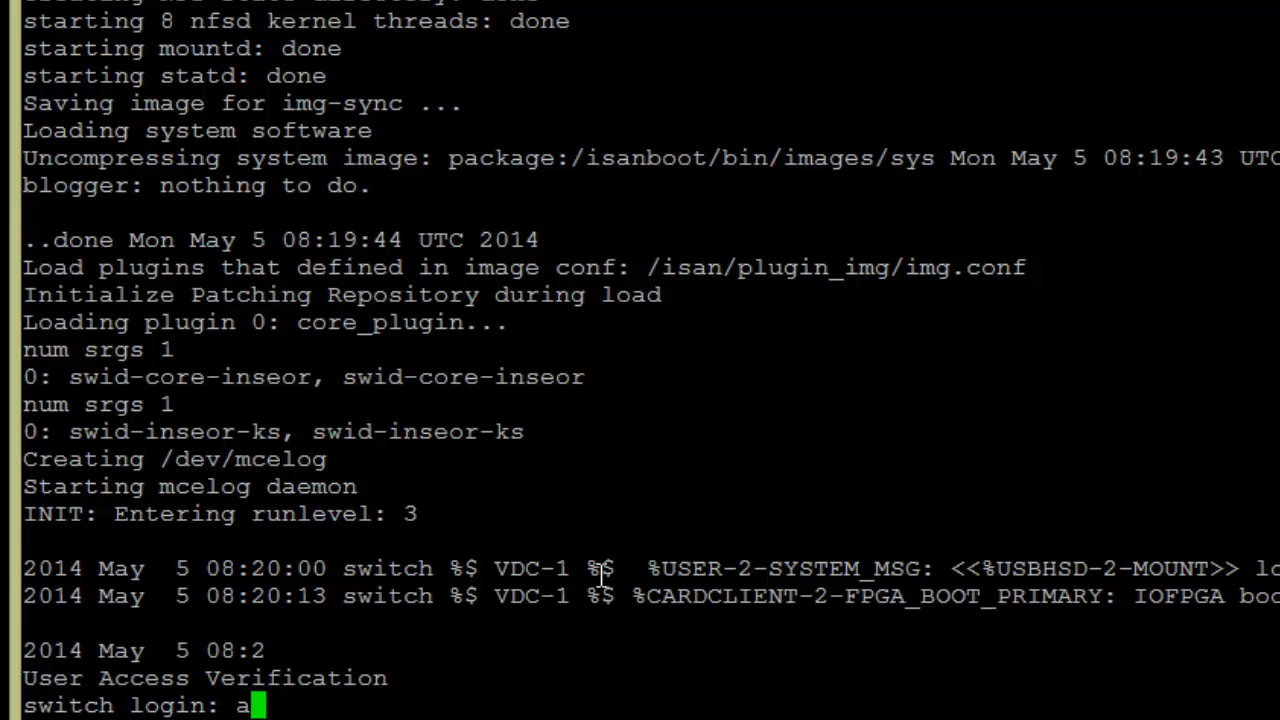 starting 8 nfsd kernel threads: done
starting mountd: done
starting statd: done
Saving image for img-sync ...
Loading system software
Uncompressing system image: package:/isanboot/bin/images/sys Mon May 5 08:19:43 UTC
blogger: nothing to do.
..done Mon May 5 08:19:44 UTC 2014
Load plugins that defined in image conf: /isan/plugin_img/img.conf
Initialize Patching Repository during load
Loading plugin 0: core_plugin...
num srgs 1
0: swid-core-inseor, swid-core-inseor
num srgs 1
0: swid-inseor-ks, swid-inseor-ks
Creating /dev/mcelog
Starting mcelog daemon
INIT: Entering runlevel: 3
2014 May  5 08:20:00 switch %$ VDC-1 %$  %USER-2-SYSTEM_MSG: <<%USBHSD-2-MOUNT>> lo
2014 May  5 08:20:13 switch %$ VDC-1 %$ %CARDCLIENT-2-FPGA_BOOT_PRIMARY: IOFPGA boo
2014 May  5 08:2
User Access Verification
switch login: a